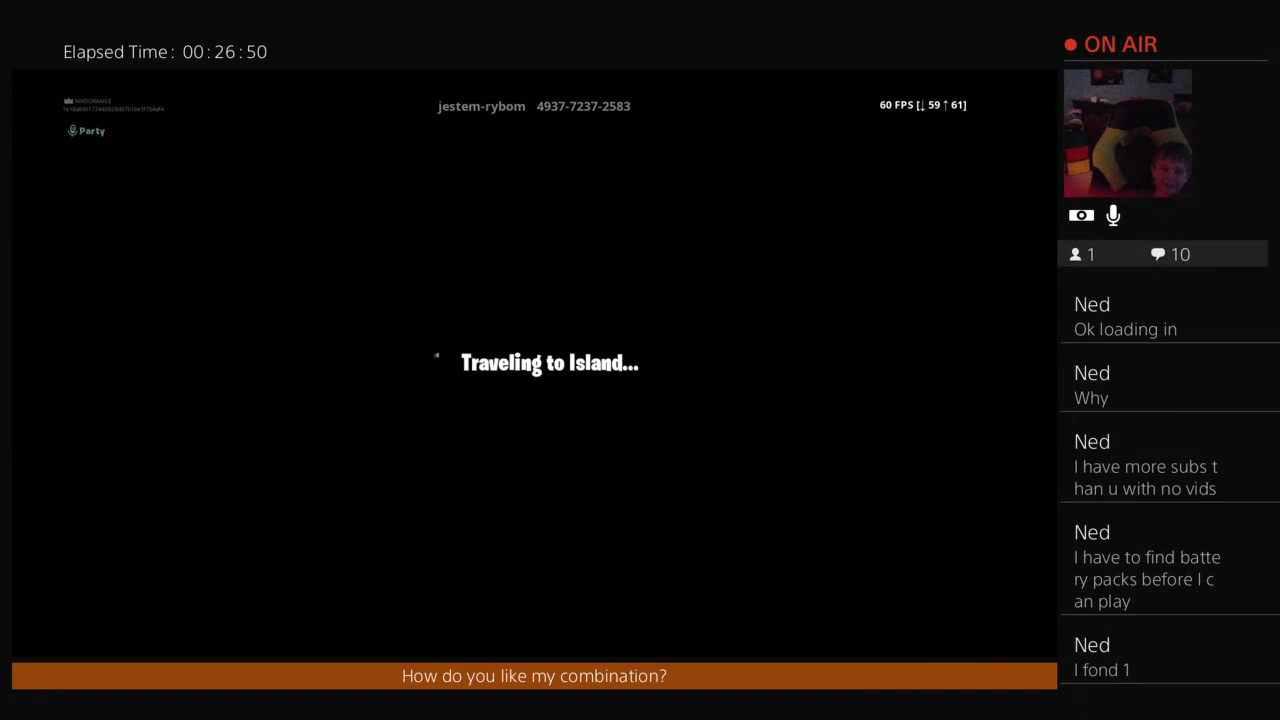 Elapsed Time: 00:26:50
ON AIR
jestem-rybom 4937-7237-2583
60 FPS [↓ 59 ↑ 61]
Party
1 10
Ned
Ok loading in
Ned
Why
Ned
I have more subs t
han u with no vids
Ned
I have to find batte
ry packs before I c
an play
Ned
I fond 1
Traveling to Island...
How do you like my combination?